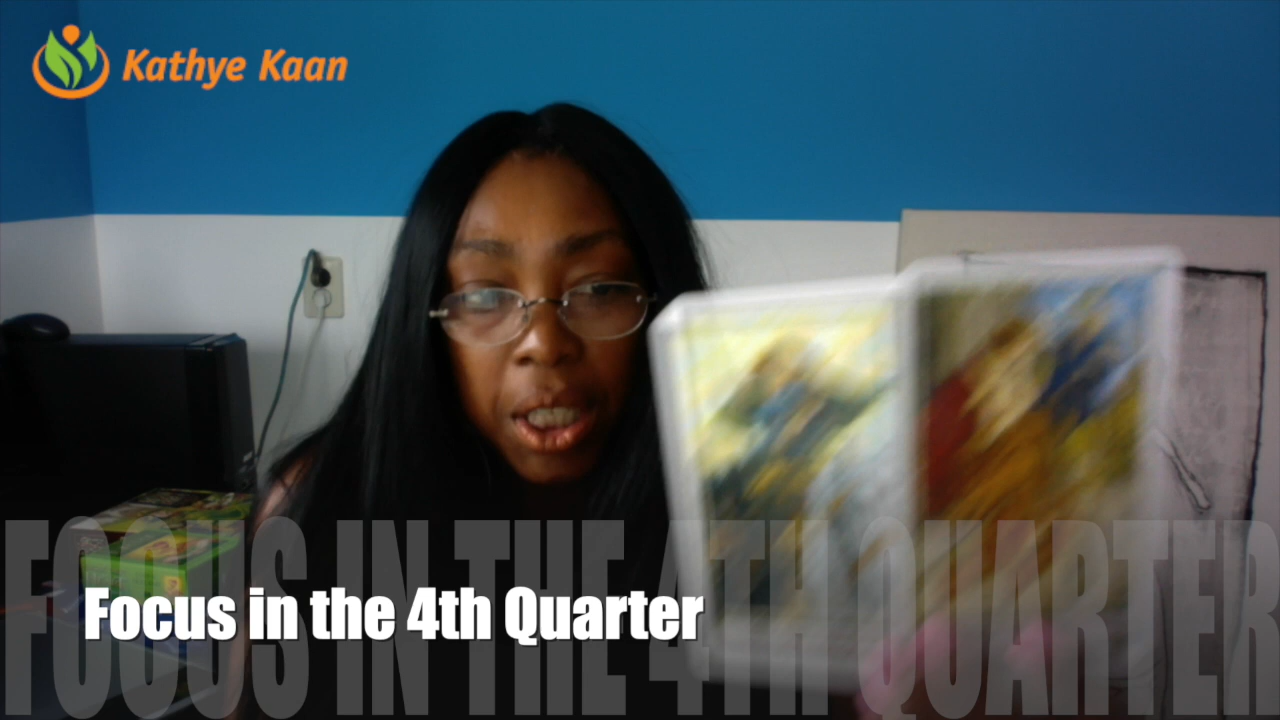 Kathye Kaan
FOCUS IN THE 4TH QUARTER
Focus in the 4th Quarter